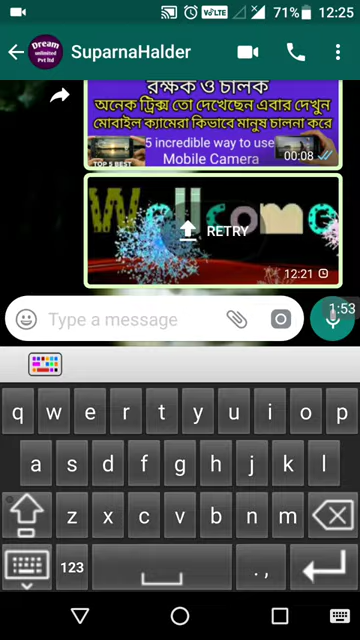 VoLTE 71% 12:25
Dream
unlimited
Pvt ltd
SuparnaHalder
রক্ষক ও চালক
অনেক ট্রিক্স তো দেখেছেন এবার দেখুন
মোবাইল ক্যামেরা কিভাবে মানুষ চালনা করে
5 incredible way to use
Mobile Camera
TOP 5 BEST
00:08
Wellcome
RETRY
12:21
Type a message
1:53
q w e r t y u i o p
a s d f g h j k l
z x c v b n m
123 .,